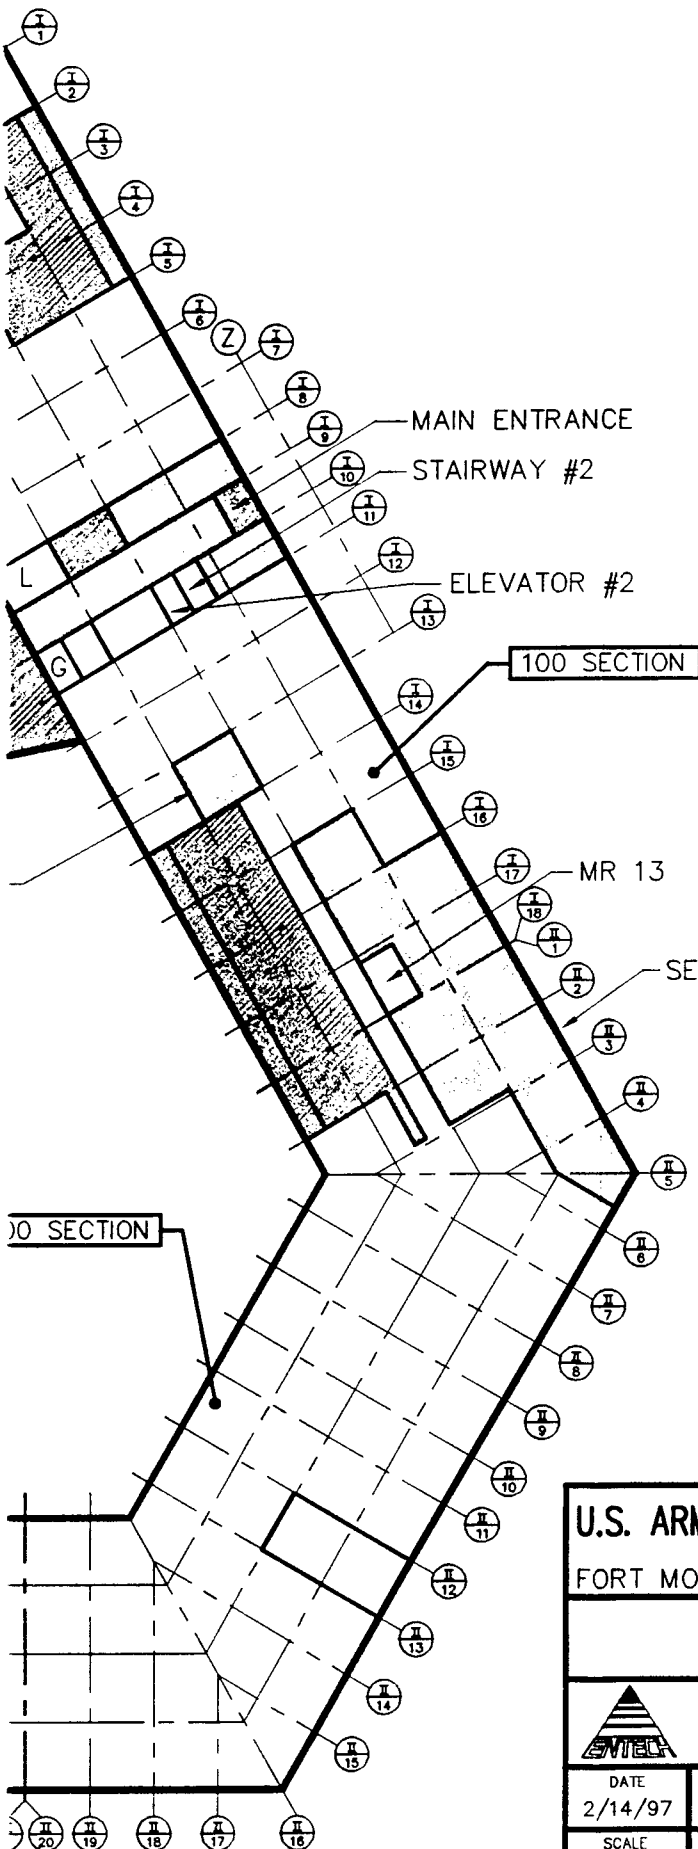 I
1
I
2
I
3
I
4
I
5
I
6
Z
I
7
I
8
I
9
MAIN ENTRANCE
I
10
STAIRWAY #2
I
11
I
12
L
ELEVATOR #2
I
13
G
100 SECTION
I
14
I
15
I
16
I
17
MR 13
I
18
II
1
SE
II
2
II
3
II
4
II
5
00 SECTION
II
6
II
7
II
8
II
9
II
10
II
11
U.S. ARM
II
12
FORT MO
II
13
II
14
ENTECH
II
15
DATE
2/14/97
II
20
II
19
II
18
II
17
II
16
SCALE